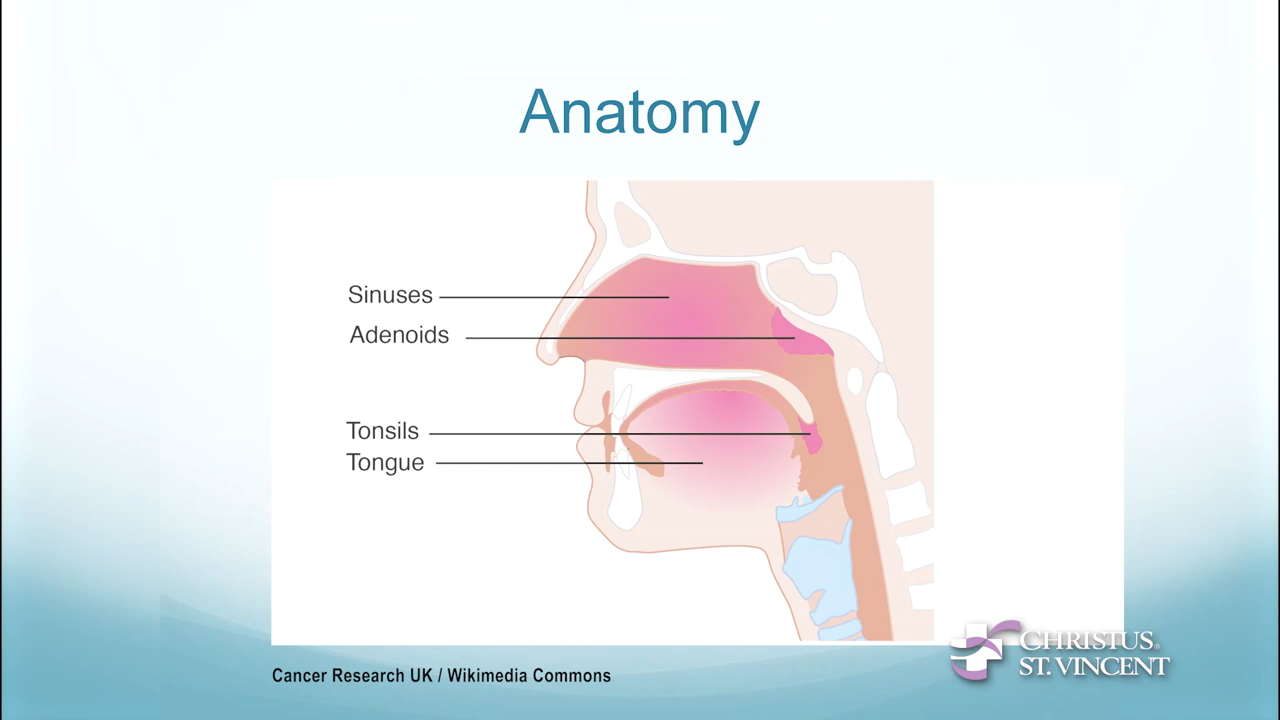 Anatomy
Sinuses
Adenoids
Tonsils
Tongue
Cancer Research UK / Wikimedia Commons
CHRISTUS®
ST. VINCENT